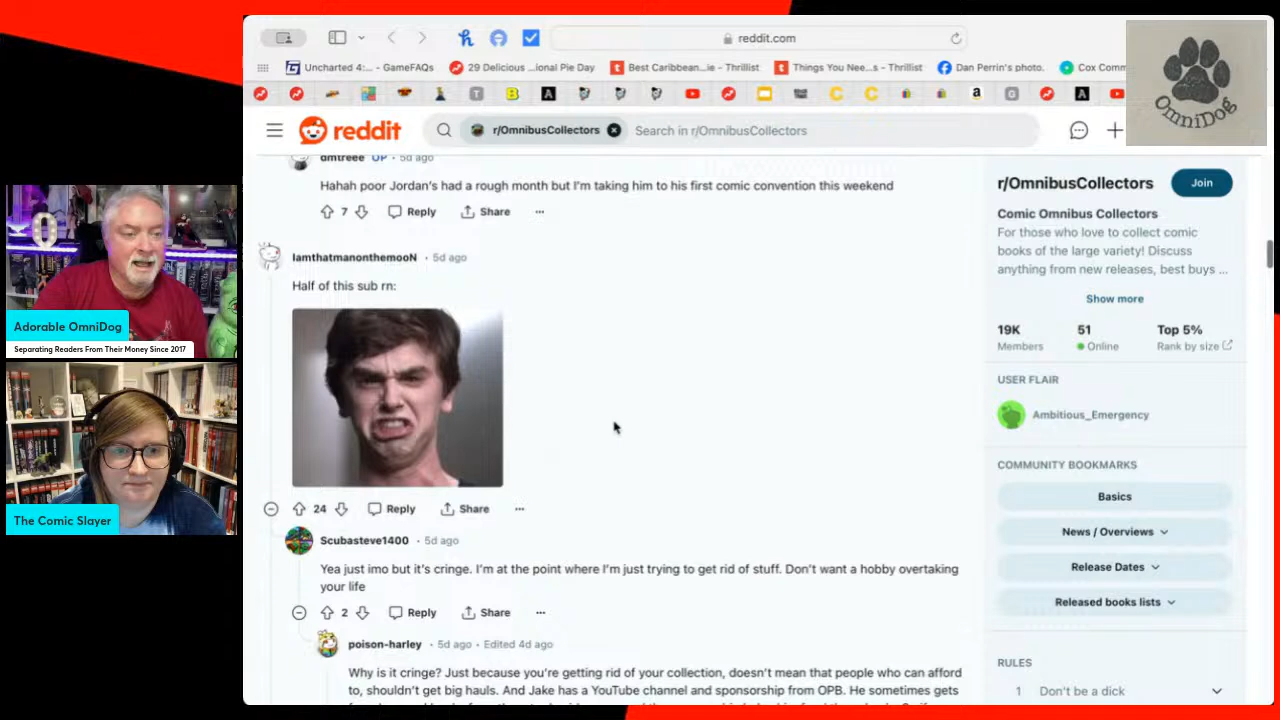 reddit.com
Uncharted 4:... - GameFAQs
29 Delicious ...ional Pie Day
Best Caribbean...ie - Thrillist
Things You Nee...s - Thrillist
Dan Perrin's photo.
Cox Comm
OmniDog
reddit
r/OmnibusCollectors
Search in r/OmnibusCollectors
amtreee OP • 5d ago
Hahah poor Jordan's had a rough month but I'm taking him to his first comic convention this weekend
7 Reply Share ...
IamthatmanonthemooN • 5d ago
Half of this sub rn:
24 Reply Share ...
Scubasteve1400 • 5d ago
Yea just imo but it's cringe. I'm at the point where I'm just trying to get rid of stuff. Don't want a hobby overtaking
your life
2 Reply Share ...
poison-harley • 5d ago • Edited 4d ago
Why is it cringe? Just because you're getting rid of your collection, doesn't mean that people who can afford
to, shouldn't get big hauls. And Jake has a YouTube channel and sponsorship from OPB. He sometimes gets
r/OmnibusCollectors
Join
Comic Omnibus Collectors
For those who love to collect comic
books of the large variety! Discuss
anything from new releases, best buys ...
Show more
19K 51 Top 5%
Members Online Rank by size
USER FLAIR
Ambitious_Emergency
COMMUNITY BOOKMARKS
Basics
News / Overviews
Release Dates
Released books lists
RULES
1 Don't be a dick
Adorable OmniDog
Separating Readers From Their Money Since 2017
The Comic Slayer